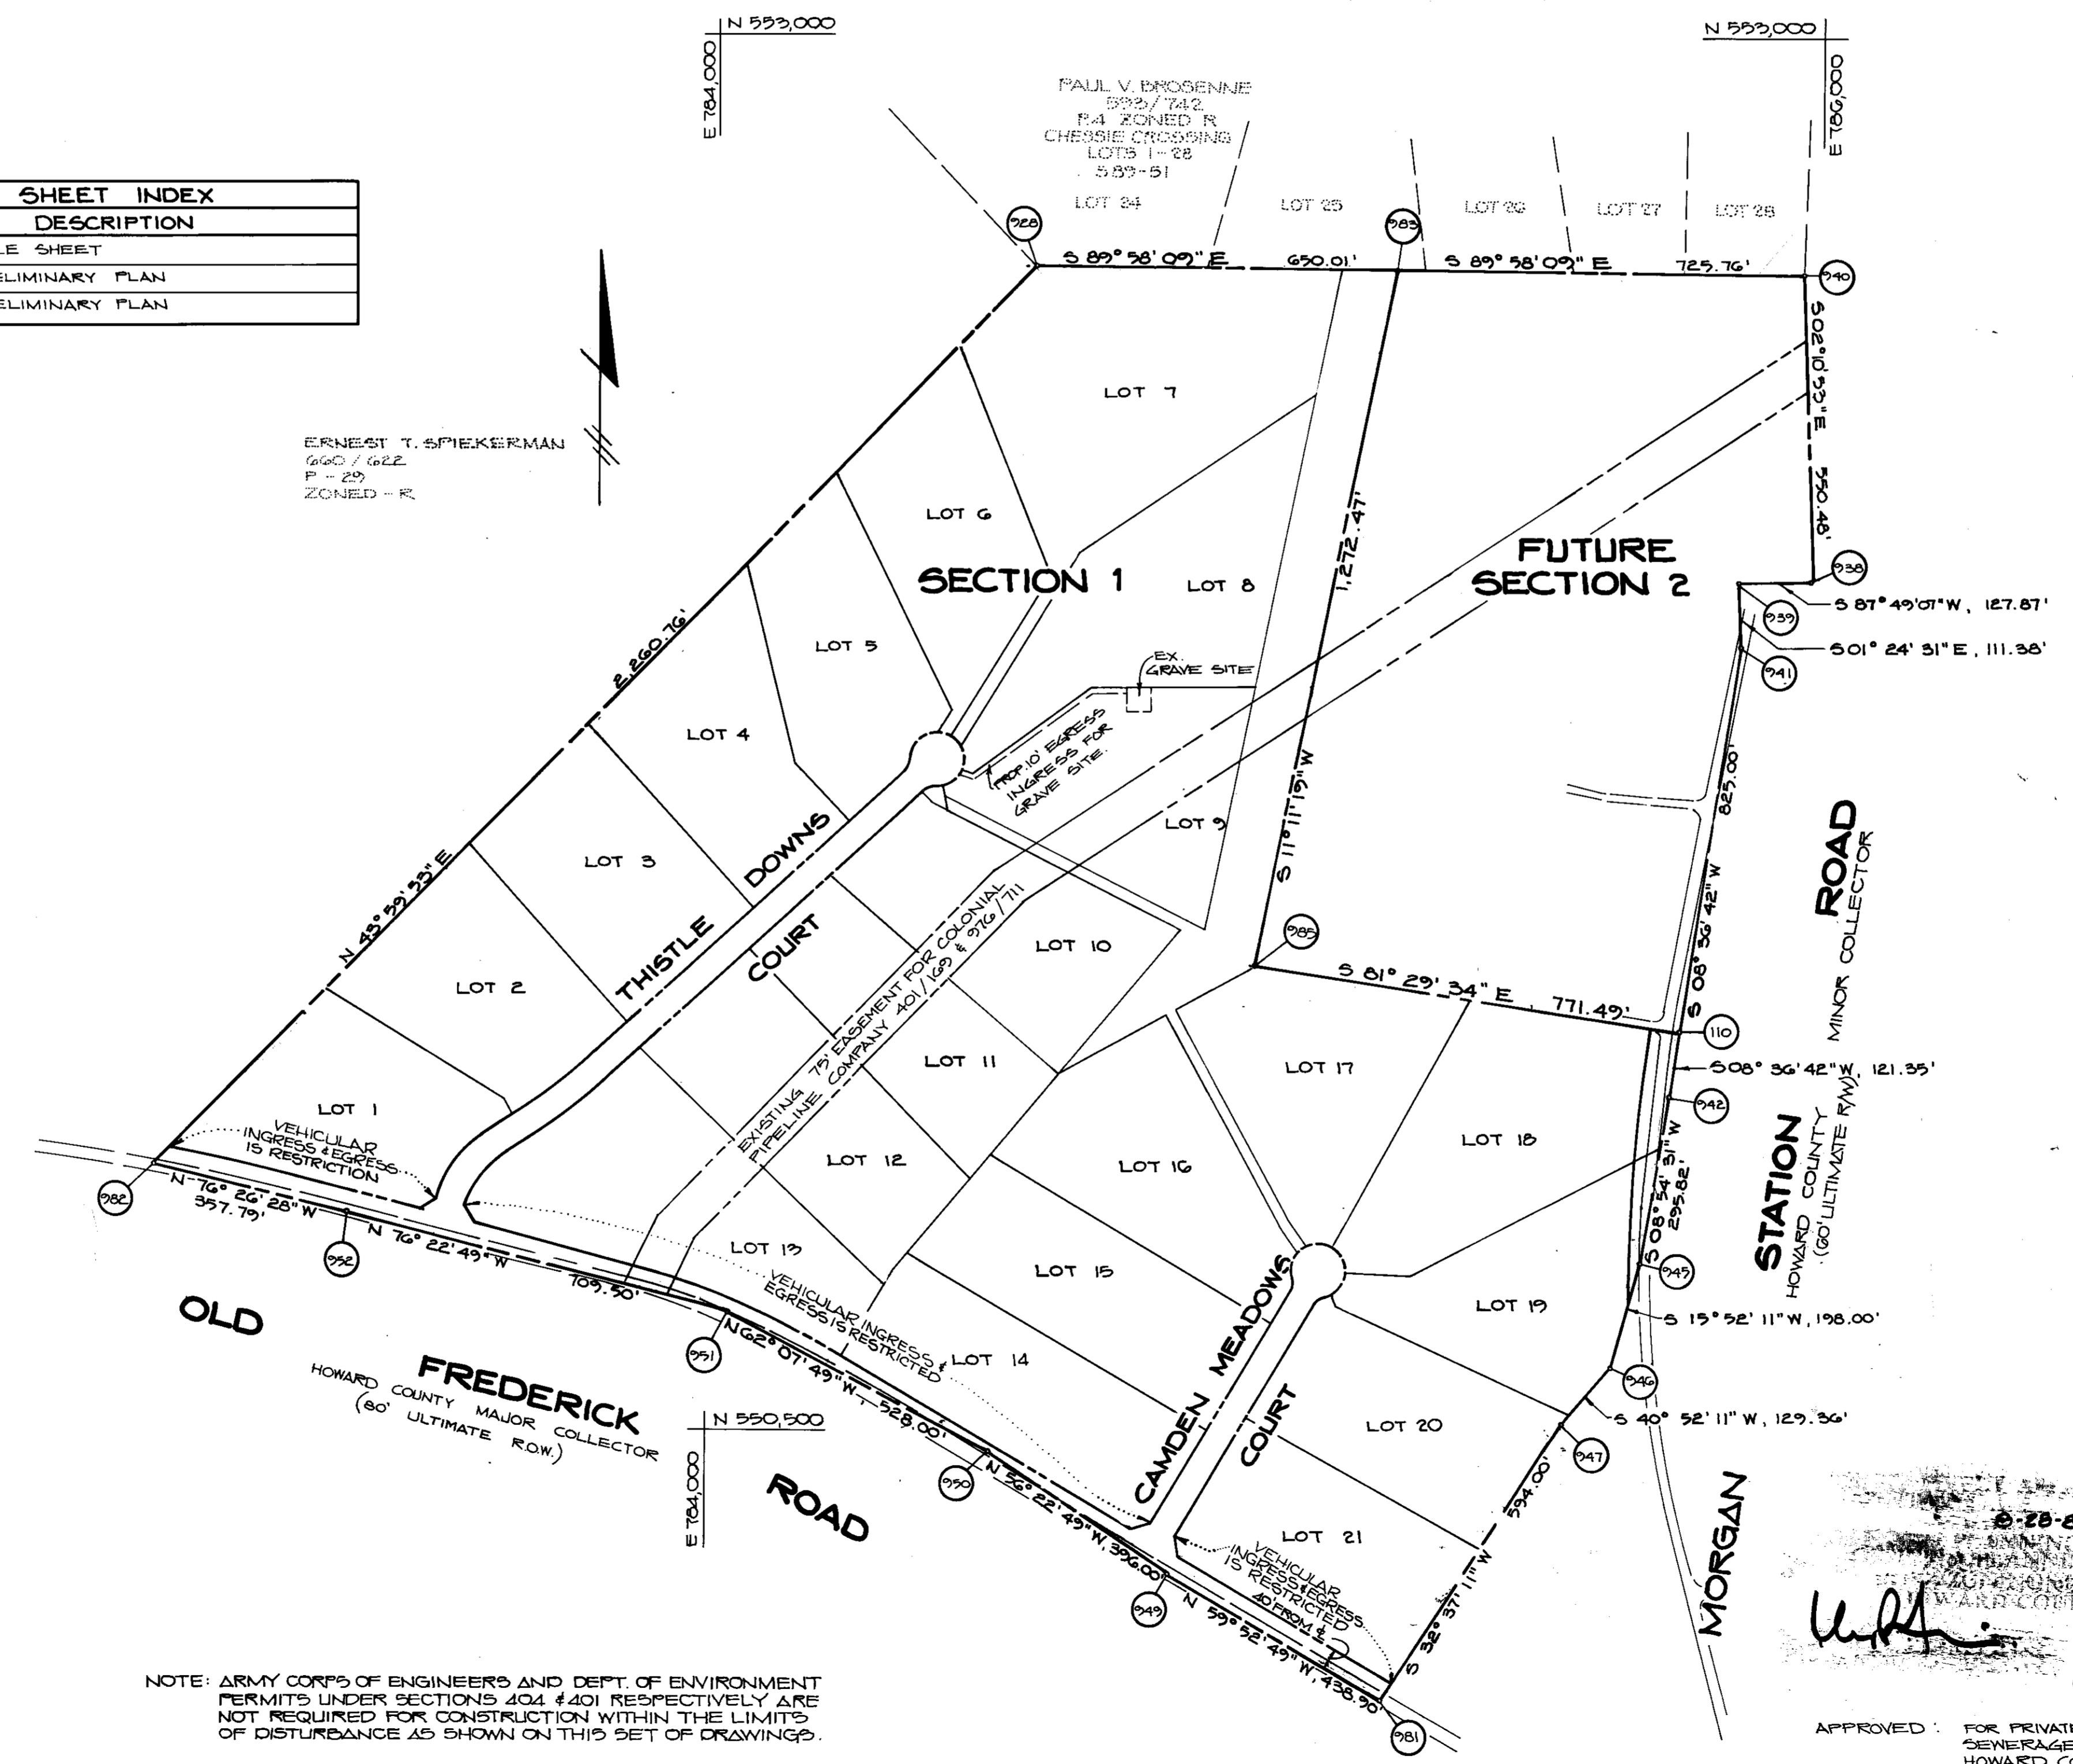 N 553,000
E 784,000
N 553,000
E 786,000
PAUL V. BROSENNE
593/742
P.4 ZONED R
CHESSIE CROSSING
LOTS 1-28
S89-51
SHEET INDEX
DESCRIPTION
LE SHEET
ELIMINARY PLAN
ELIMINARY PLAN
LOT 24
LOT 25
LOT 26
LOT 27
LOT 28
928
983
940
S 89° 58' 09" E
650.01'
S 89° 58' 09" E
725.76'
S 02° 10' 53" E 550.48'
ERNEST T. SPIEKERMAN
660 / 622
P - 29
ZONED - R
LOT 7
LOT 6
SECTION 1
LOT 8
1,272.47'
S 11° 11' 19" W
FUTURE
SECTION 2
938
S 87° 49' 07" W, 127.87'
939
S 01° 24' 31" E, 111.38'
941
LOT 5
EX.
GRAVE SITE
2,260.76'
N 43° 59' 53" E
LOT 4
PROP. 10' EGRESS
INGRESS FOR
GRAVE SITE.
LOT 9
825.00'
S 08° 36' 42" W
LOT 3
THISTLE DOWNS
COURT
LOT 2
EXISTING 75' EASEMENT FOR COLONIAL
PIPELINE COMPANY 401/169 & 976/711
LOT 10
985
S 81° 29' 34" E, 771.49'
110
S 08° 36' 42" W, 121.35'
942
LOT 11
LOT 17
LOT 1
VEHICULAR
INGRESS & EGRESS
IS RESTRICTION
LOT 12
LOT 16
LOT 18
S 08° 54' 31" W
295.82'
MORGAN STATION ROAD
HOWARD COUNTY MINOR COLLECTOR
(60' ULTIMATE R/W)
982
N 76° 26' 28" W
357.79'
952
N 76° 22' 49" W
709.50'
LOT 13
LOT 15
945
S 15° 52' 11" W, 198.00'
LOT 19
VEHICULAR INGRESS &
EGRESS IS RESTRICTED
LOT 14
951
N 62° 07' 49" W, 528.00'
OLD FREDERICK ROAD
HOWARD COUNTY MAJOR COLLECTOR
(80' ULTIMATE R.O.W.)
946
S 40° 52' 11" W, 129.36'
CAMDEN MEADOWS
COURT
LOT 20
947
N 550,500
E 784,000
950
N 56° 22' 49" W, 396.00'
594.00'
S 32° 37' 11" W
LOT 21
VEHICULAR
INGRESS & EGRESS
IS RESTRICTED
40' FROM
949
N 59° 52' 49" W, 438.90'
981
NOTE: ARMY CORPS OF ENGINEERS AND DEPT. OF ENVIRONMENT
PERMITS UNDER SECTIONS 404 & 401 RESPECTIVELY ARE
NOT REQUIRED FOR CONSTRUCTION WITHIN THE LIMITS
OF DISTURBANCE AS SHOWN ON THIS SET OF DRAWINGS.
8-28-8
APPROVED : FOR PRIVATE
SEWERAGE
HOWARD CO